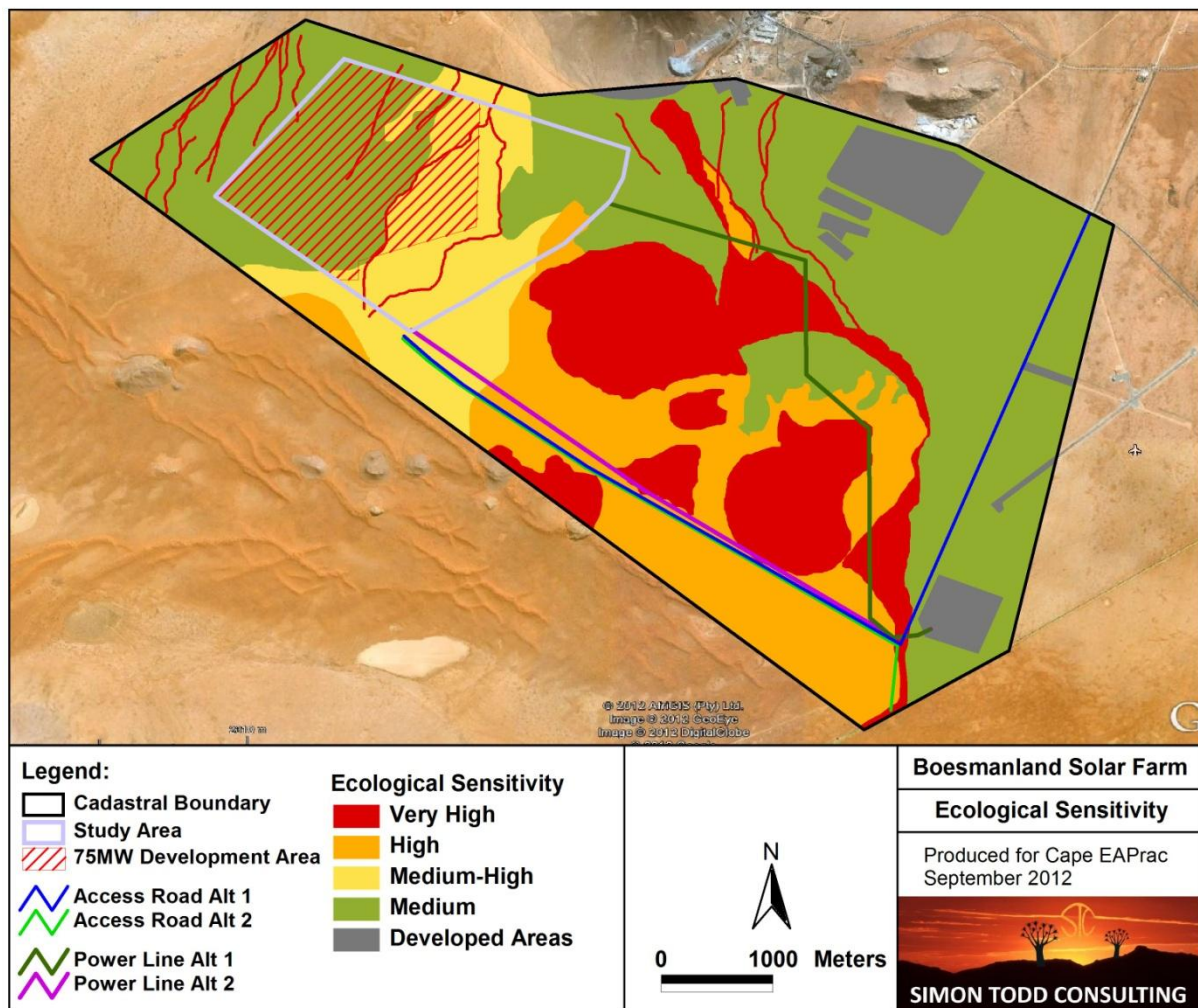 © 2012 AfriGIS (Pty) Ltd.
Image © 2012 GeoEye
Image © 2012 DigitalGlobe
© 2012 Google
G
Legend:
Cadastral Boundary
Study Area
75MW Development Area
Access Road Alt 1
Access Road Alt 2
Power Line Alt 1
Power Line Alt 2
Ecological Sensitivity
Very High
High
Medium-High
Medium
Developed Areas
N
0 1000 Meters
Boesmanland Solar Farm
Ecological Sensitivity
Produced for Cape EAPrac
September 2012
STC
SIMON TODD CONSULTING